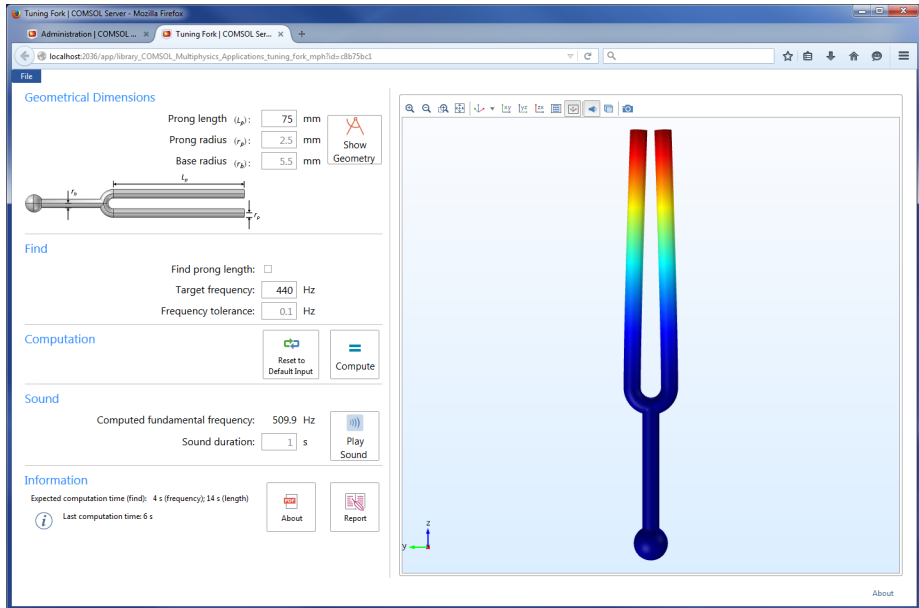 Tuning Fork | COMSOL Server - Mozilla Firefox
Administration | COMSOL ... × Tuning Fork | COMSOL Ser... × +
localhost:2036/app/library_COMSOL_Multiphysics_Applications_tuning_fork_mph?id=c8b75bc1
File
Geometrical Dimensions
Prong length (Lp): 75 mm
Prong radius (rp): 2.5 mm
Base radius (rb): 5.5 mm
Show
Geometry
Lp
rb
rp
Find
Find prong length:
Target frequency: 440 Hz
Frequency tolerance: 0.1 Hz
Computation
Reset to
Default Input
Compute
Sound
Computed fundamental frequency: 509.9 Hz
Sound duration: 1 s
Play
Sound
Information
Expected computation time (find): 4 s (frequency); 14 s (length)
Last computation time: 6 s
PDF
About
Report
xy yz zx
z
y
About